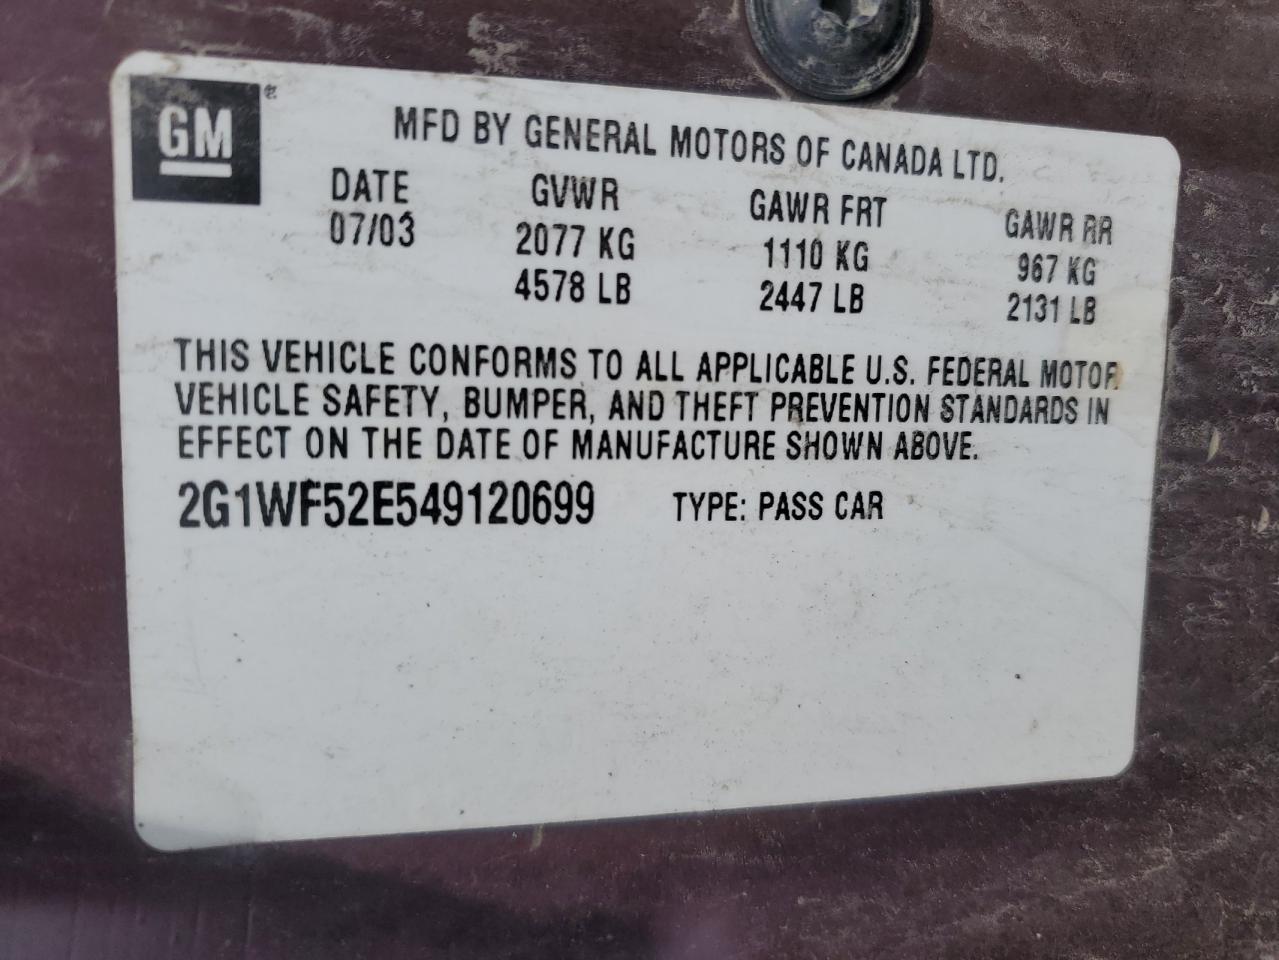 GM ®
MFD BY GENERAL MOTORS OF CANADA LTD.
DATE GVWR GAWR FRT GAWR RR
07/03 2077 KG 1110 KG 967 KG
4578 LB 2447 LB 2131 LB
THIS VEHICLE CONFORMS TO ALL APPLICABLE U.S. FEDERAL MOTOR
VEHICLE SAFETY, BUMPER, AND THEFT PREVENTION STANDARDS IN
EFFECT ON THE DATE OF MANUFACTURE SHOWN ABOVE.
2G1WF52E549120699 TYPE: PASS CAR